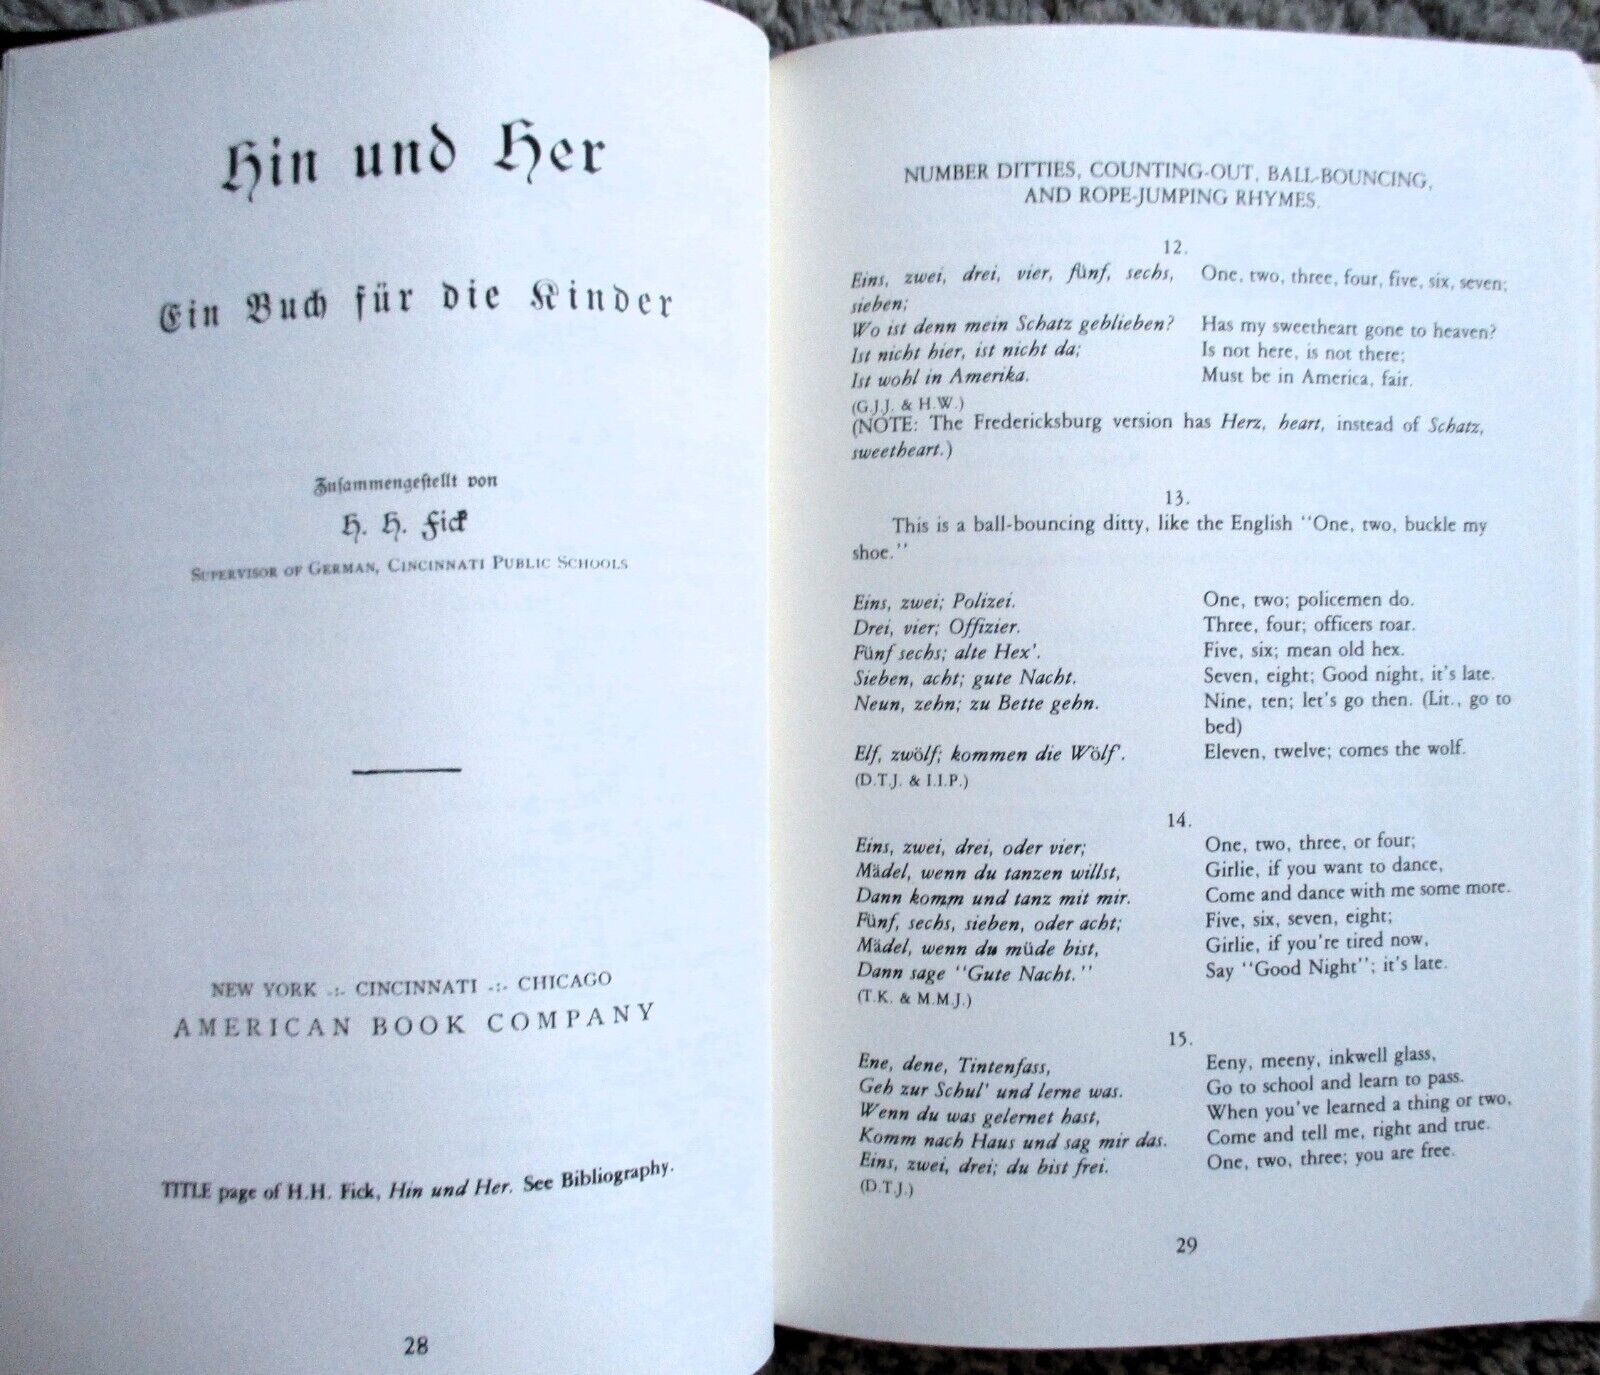 Hin und Her
Ein Buch für die Kinder
Zusammengestellt von
H. H. Fick
SUPERVISOR OF GERMAN, CINCINNATI PUBLIC SCHOOLS
NEW YORK -:- CINCINNATI -:- CHICAGO
AMERICAN BOOK COMPANY
TITLE page of H.H. Fick, Hin und Her. See Bibliography.
28
NUMBER DITTIES, COUNTING-OUT, BALL-BOUNCING,
AND ROPE-JUMPING RHYMES.
12.
Eins, zwei, drei, vier, fünf, sechs, One, two, three, four, five, six, seven;
sieben;
Wo ist denn mein Schatz geblieben? Has my sweetheart gone to heaven?
Ist nicht hier, ist nicht da; Is not here, is not there;
Ist wohl in Amerika. Must be in America, fair.
(G.J.J. & H.W.)
(NOTE: The Fredericksburg version has Herz, heart, instead of Schatz,
sweetheart.)
13.
This is a ball-bouncing ditty, like the English "One, two, buckle my
shoe."
Eins, zwei; Polizei. One, two; policemen do.
Drei, vier; Offizier. Three, four; officers roar.
Fünf sechs; alte Hex'. Five, six; mean old hex.
Sieben, acht; gute Nacht. Seven, eight; Good night, it's late.
Neun, zehn; zu Bette gehn. Nine, ten; let's go then. (Lit., go to
bed)
Elf, zwölf; kommen die Wölf'. Eleven, twelve; comes the wolf.
(D.T.J. & I.I.P.)
14.
Eins, zwei, drei, oder vier; One, two, three, or four;
Mädel, wenn du tanzen willst, Girlie, if you want to dance,
Dann komm und tanz mit mir. Come and dance with me some more.
Fünf, sechs, sieben, oder acht; Five, six, seven, eight;
Mädel, wenn du müde bist, Girlie, if you're tired now,
Dann sage "Gute Nacht." Say "Good Night"; it's late.
(T.K. & M.M.J.)
15.
Ene, dene, Tintenfass, Eeny, meeny, inkwell glass,
Geh zur Schul' und lerne was. Go to school and learn to pass.
Wenn du was gelernet hast, When you've learned a thing or two,
Komm nach Haus und sag mir das. Come and tell me, right and true.
Eins, zwei, drei; du bist frei. One, two, three; you are free.
(D.T.J.)
29